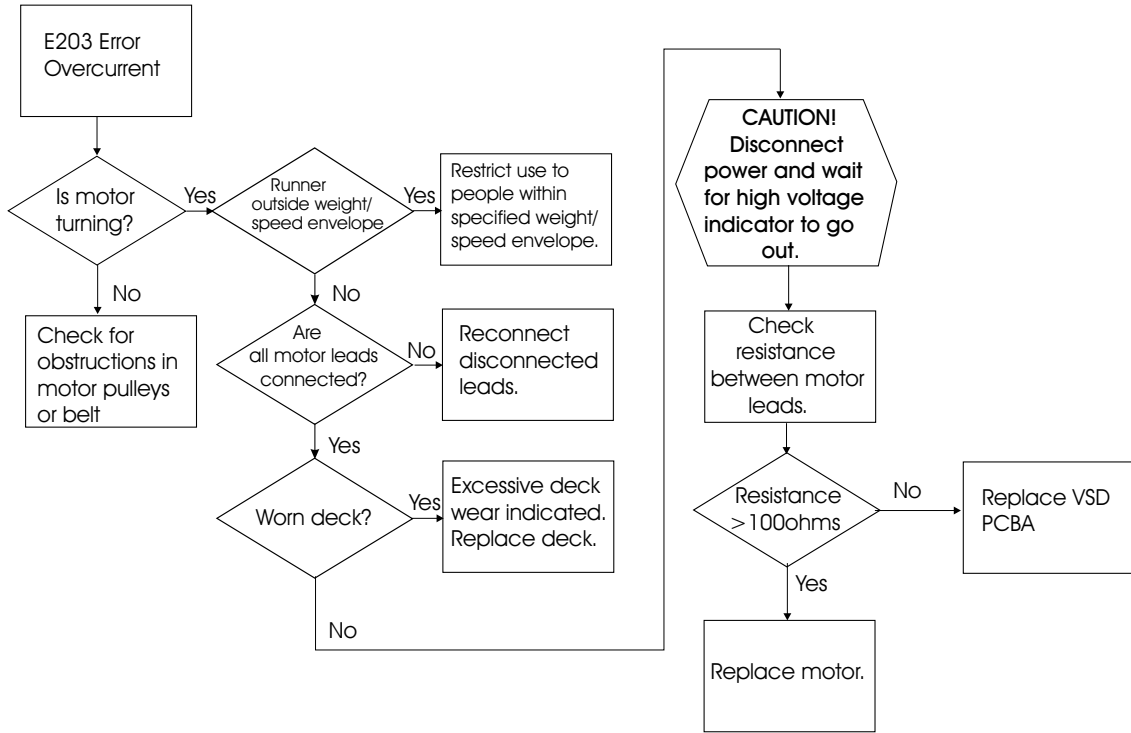 E203 Error
Overcurrent
Is motor
turning?
Yes
No
Check for
obstructions in
motor pulleys
or belt
Runner
outside weight/
speed envelope
Yes
Restrict use to
people within
specified weight/
speed envelope.
No
Are
all motor leads
connected?
No
Reconnect
disconnected
leads.
Yes
Worn deck?
Yes
Excessive deck
wear indicated.
Replace deck.
No
CAUTION!
Disconnect
power and wait
for high voltage
indicator to go
out.
Check
resistance
between motor
leads.
Resistance
>100ohms
No
Replace VSD
PCBA
Yes
Replace motor.